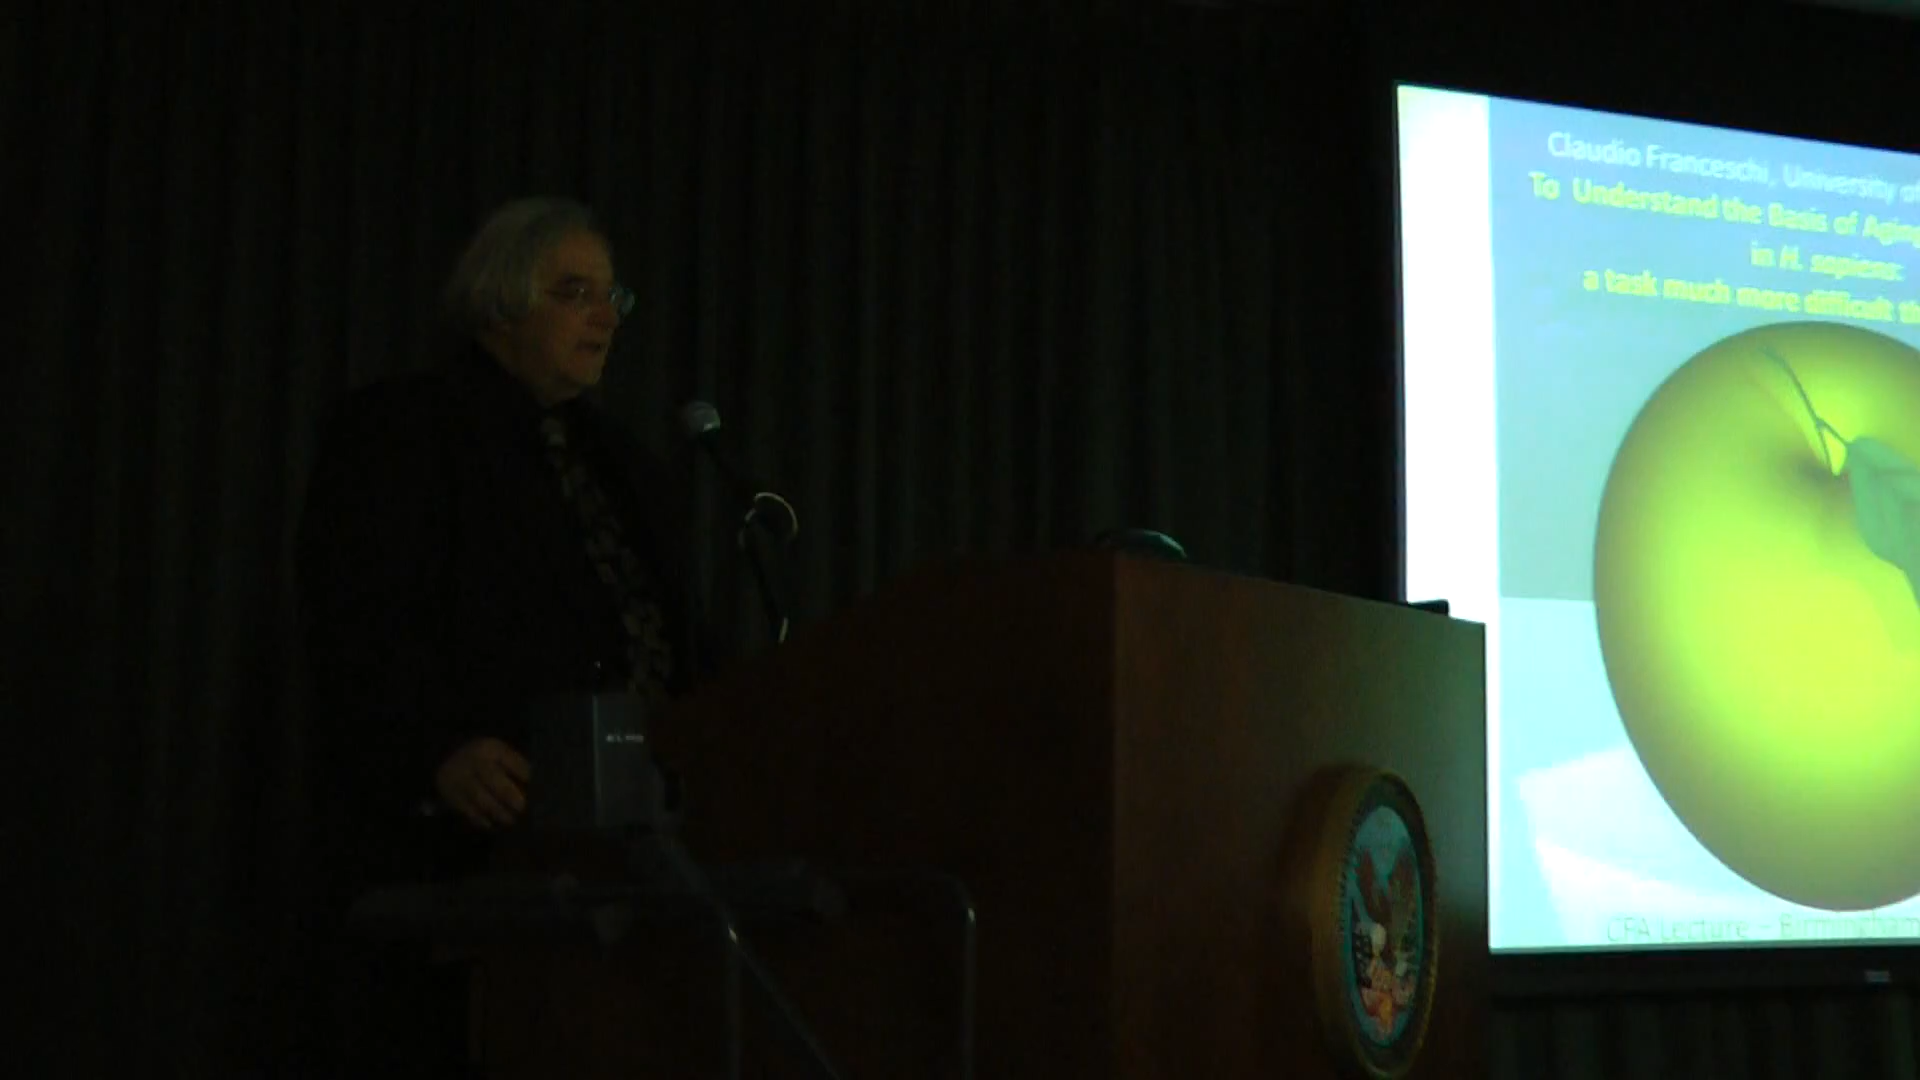 Claudio Franceschi, University of
To Understand the Basis of Aging
in H. sapiens:
a task much more difficult th
CFA Lecture – Birmingham